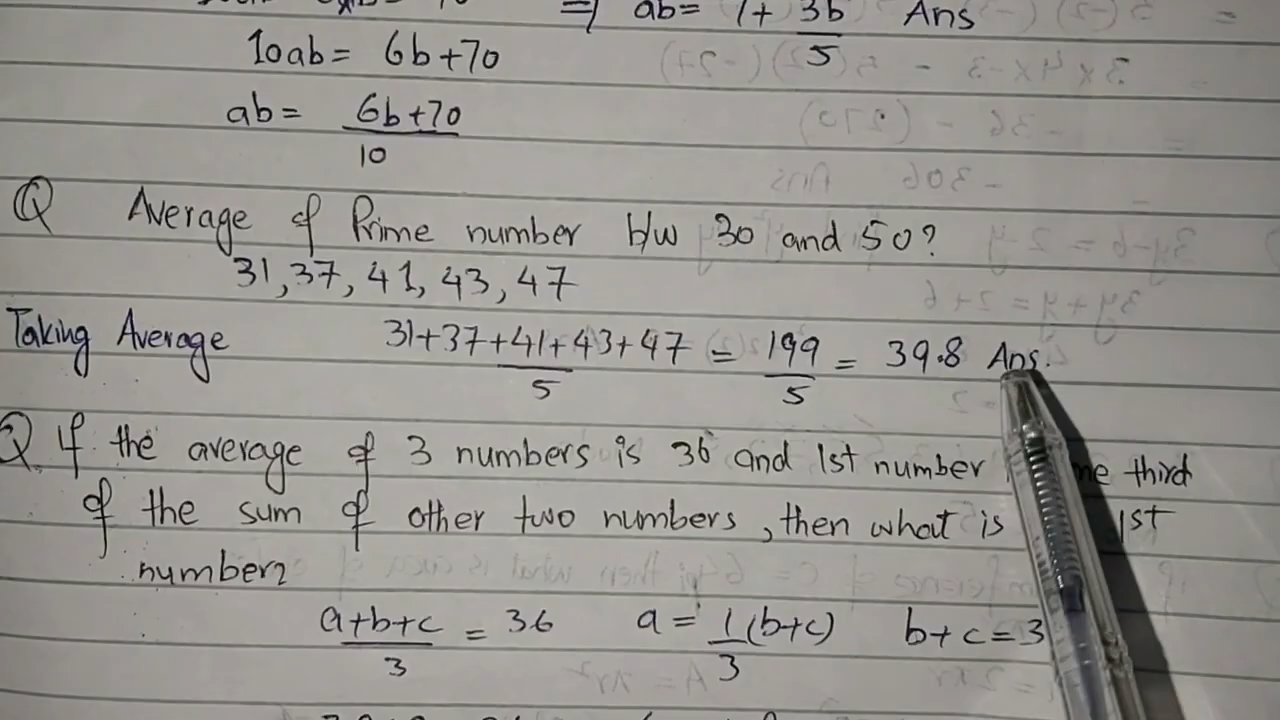 ⇒ ab= 1+ 3b/5 Ans
10ab= 6b+70
ab= 6b+70/10
Q Average of Prime number b/w 30 and 50?
31,37,41,43,47
Taking Average 31+37+41+43+47/5 = 199/5 = 39.8 Ans.
Q. If the average of 3 numbers is 36 and 1st number third
of the sum of other two numbers, then what is 1st
number?
a+b+c/3 = 36 a= 1/3(b+c) b+c=3